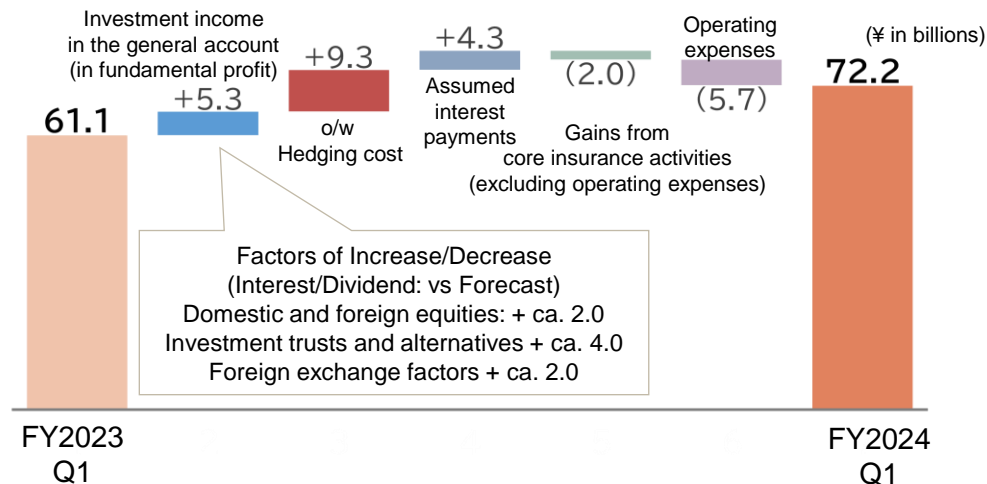 Investment income
in the general account
(in fundamental profit)
+5.3
+9.3
o/w
Hedging cost
+4.3
Assumed
interest
payments
(2.0)
Gains from
core insurance activities
(excluding operating expenses)
Operating
expenses
(5.7)
(¥ in billions)
61.1
72.2
Factors of Increase/Decrease
(Interest/Dividend: vs Forecast)
Domestic and foreign equities: + ca. 2.0
Investment trusts and alternatives + ca. 4.0
Foreign exchange factors + ca. 2.0
FY2023
Q1
FY2024
Q1